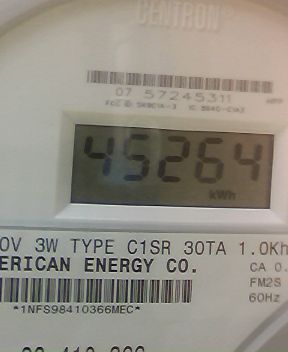 CENTRON
07 57245311
45264
kWh
0V 3W TYPE C1SR 30TA 1.0Kh
ERICAN ENERGY CO.
CA 0.
FM2S
60Hz
*1NFS98410366MEC*